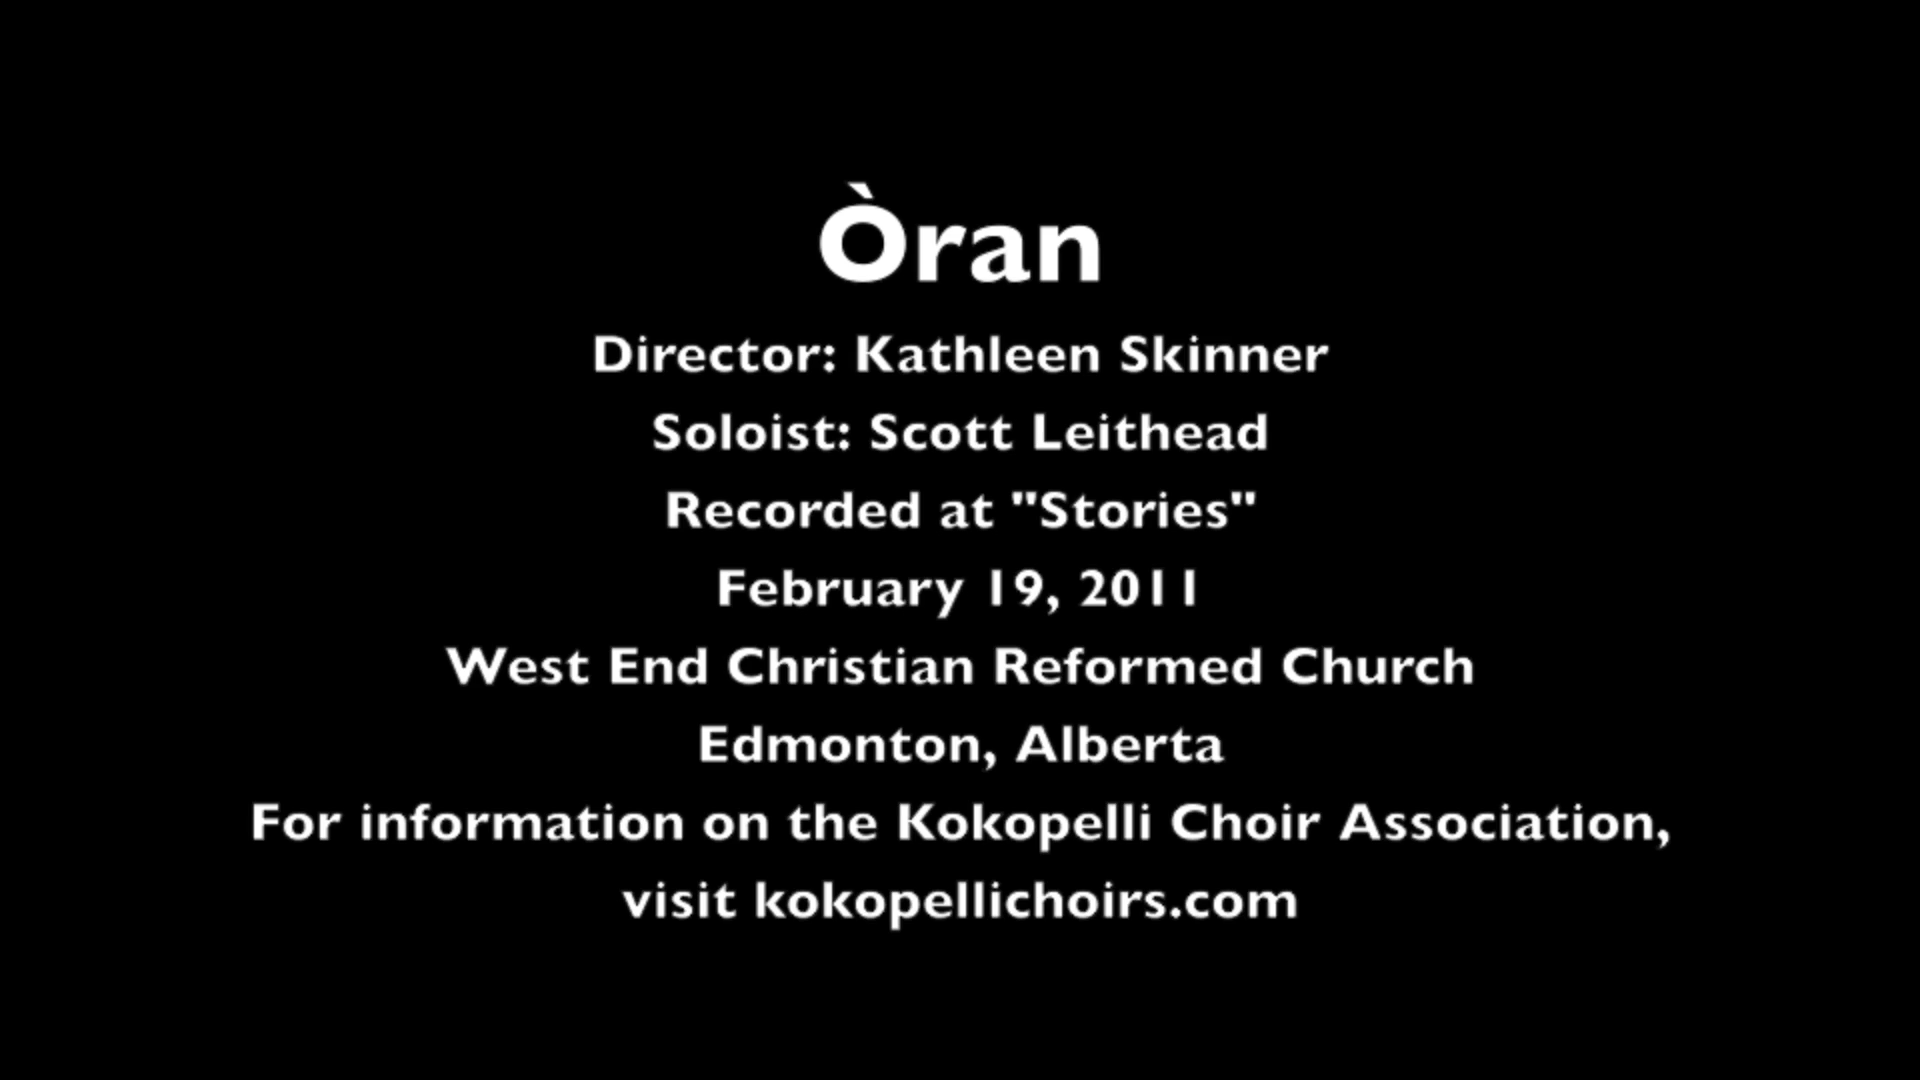 Òran
Director: Kathleen Skinner
Soloist: Scott Leithead
Recorded at "Stories"
February 19, 2011
West End Christian Reformed Church
Edmonton, Alberta
For information on the Kokopelli Choir Association,
visit kokopellichoirs.com